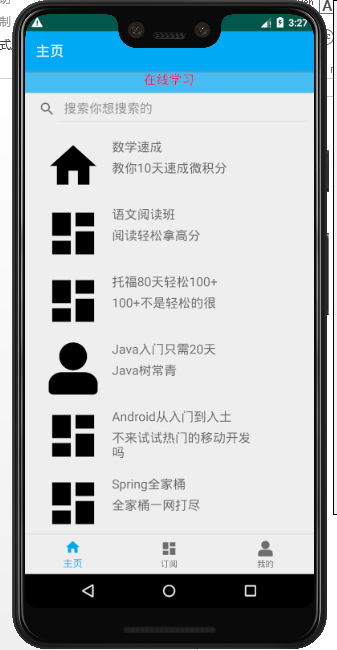 制
式
A
3:27
主页
在线学习
搜索你想搜索的
数学速成
教你10天速成微积分
语文阅读班
阅读轻松拿高分
托福80天轻松100+
100+不是轻松的很
Java入门只需20天
Java树常青
Android从入门到入土
不来试试热门的移动开发
吗
Spring全家桶
全家桶一网打尽
主页
订阅
我的